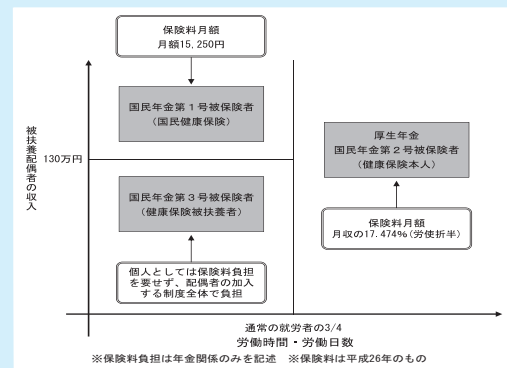 保険料月額
月額15,250円
国民年金第1号被保険者
(国民健康保険)
被扶養配偶者の収入
130万円
厚生年金
国民年金第2号被保険者
(健康保険本人)
国民年金第3号被保険者
(健康保険被扶養者)
保険料月額
月収の17.474%(労使折半)
個人としては保険料負担
を要せず、配偶者の加入
する制度全体で負担
通常の就労者の3/4
労働時間・労働日数
※保険料負担は年金関係のみを記述 ※保険料は平成26年のもの